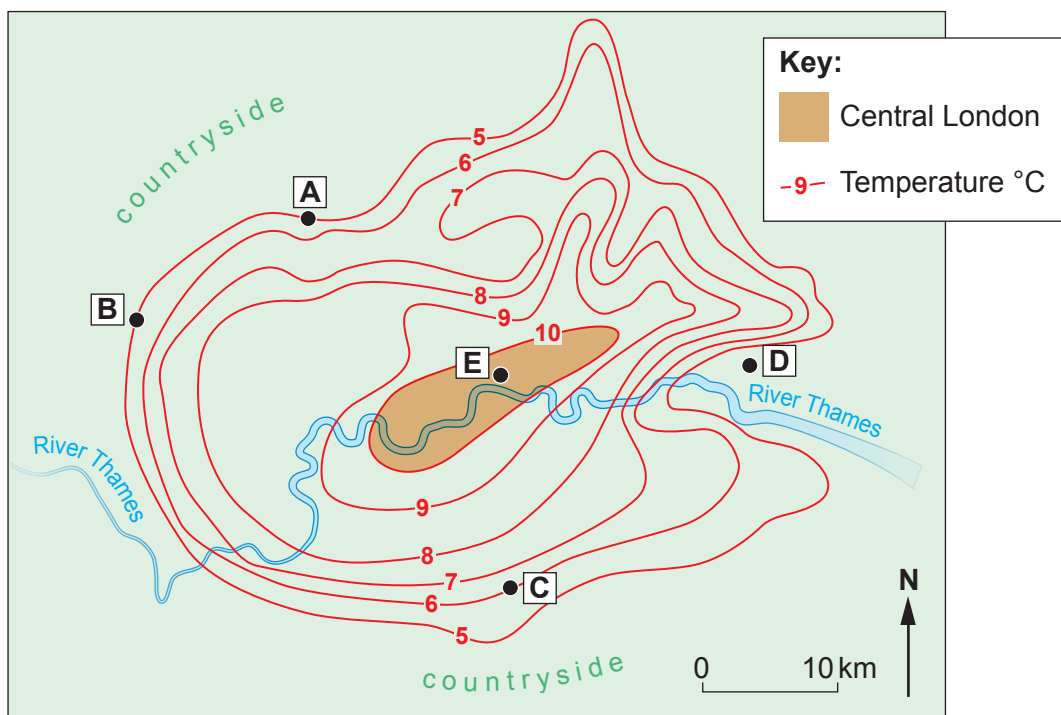 Key:
Central London
9
Temperature °C
countryside
5
6
7
A
8
B
9
10
E
D
River Thames
River Thames
9
8
7
C
6
5
N
countryside
0 10 km